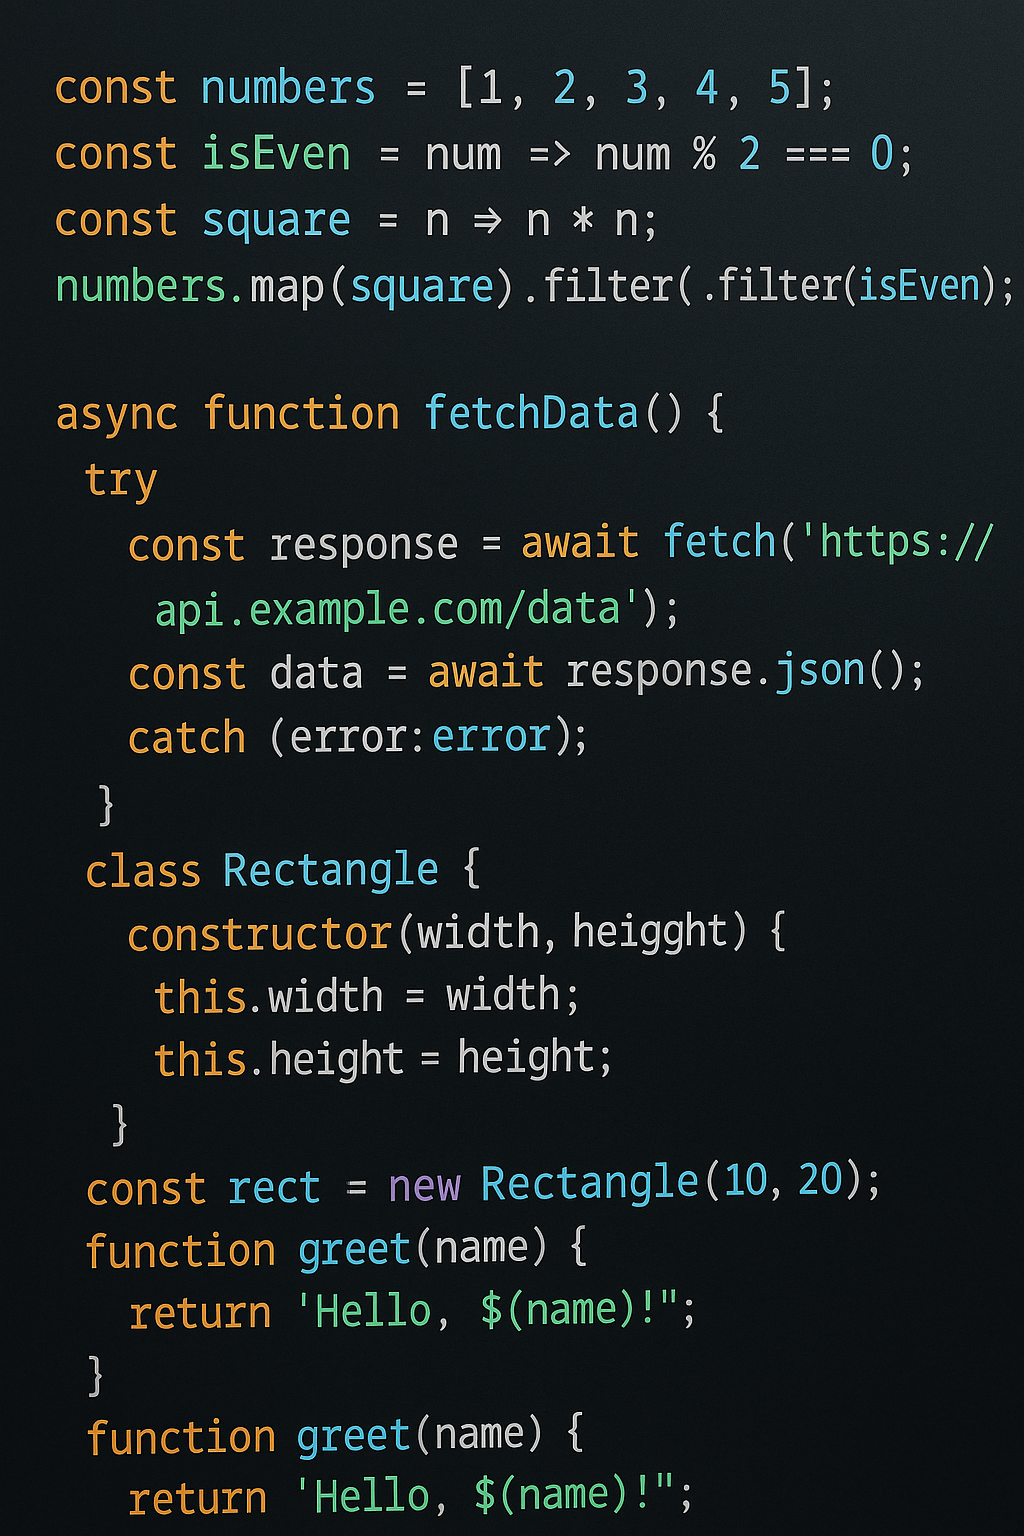 const numbers = [1, 2, 3, 4, 5];
const isEven = num => num % 2 === 0;
const square = n ⇒ n * n;
numbers.map(square).filter(.filter(isEven);
async function fetchData() {
try
const response = await fetch('https://
api.example.com/data');
const data = await response.json();
catch (error:error);
}
class Rectangle {
constructor(width, heigght) {
this.width = width;
this.height = height;
}
const rect = new Rectangle(10, 20);
function greet(name) {
return 'Hello, $(name)!";
}
function greet(name) {
return 'Hello, $(name)!";